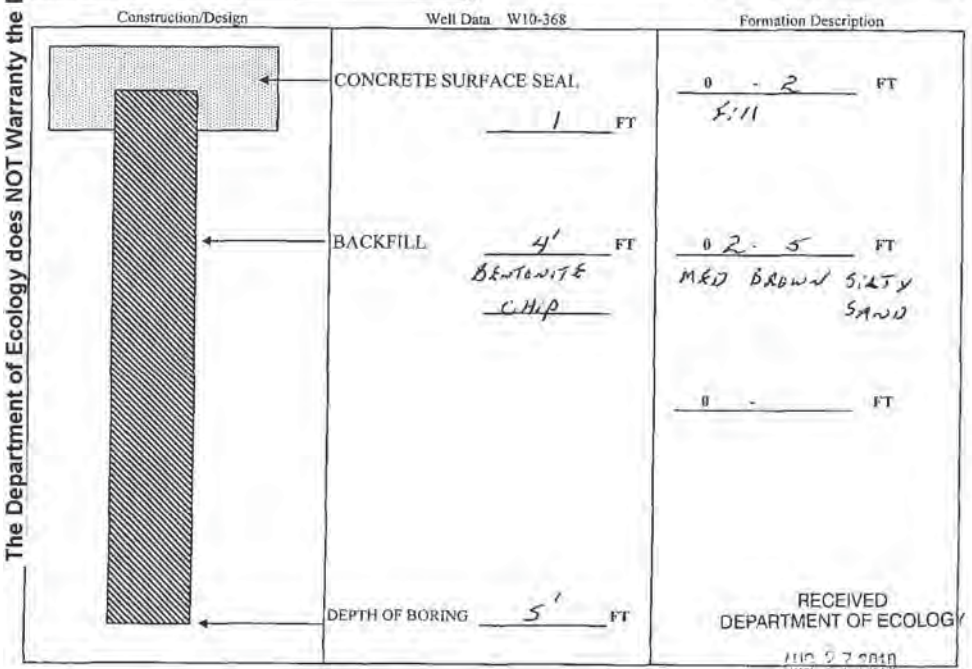 The Department of Ecology does NOT Warranty the
Construction/Design
Well Data W10-368
Formation Description
CONCRETE SURFACE SEAL
1 FT
0 - 2 FT
fill
BACKFILL 4' FT
BENTONITE
CHIP
0 2 - 5 FT
MED BROWN SILTY
SAND
0 - FT
DEPTH OF BORING 5' FT
RECEIVED
DEPARTMENT OF ECOLOGY